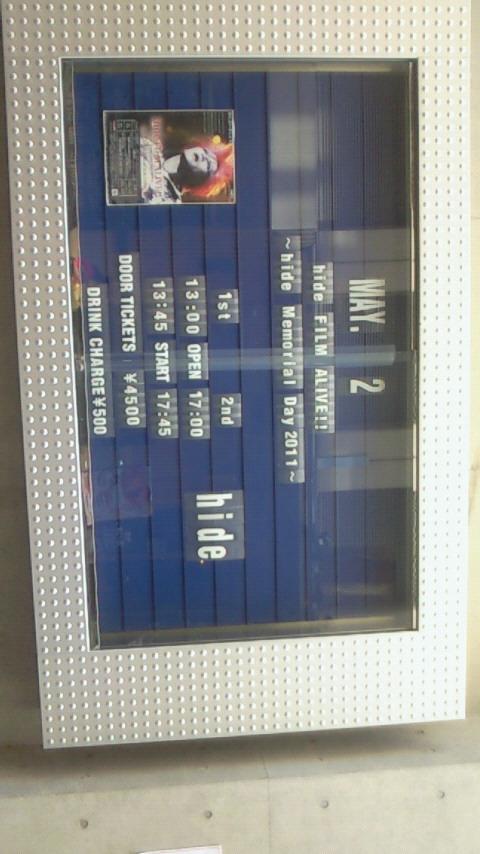 MAY. 2
hide FILM ALIVE!!
~hide Memorial Day 2011~
1st 2nd
13:00 OPEN 17:00
13:45 START 17:45
DOOR TICKETS ¥4500
DRINK CHARGE ¥500
hide